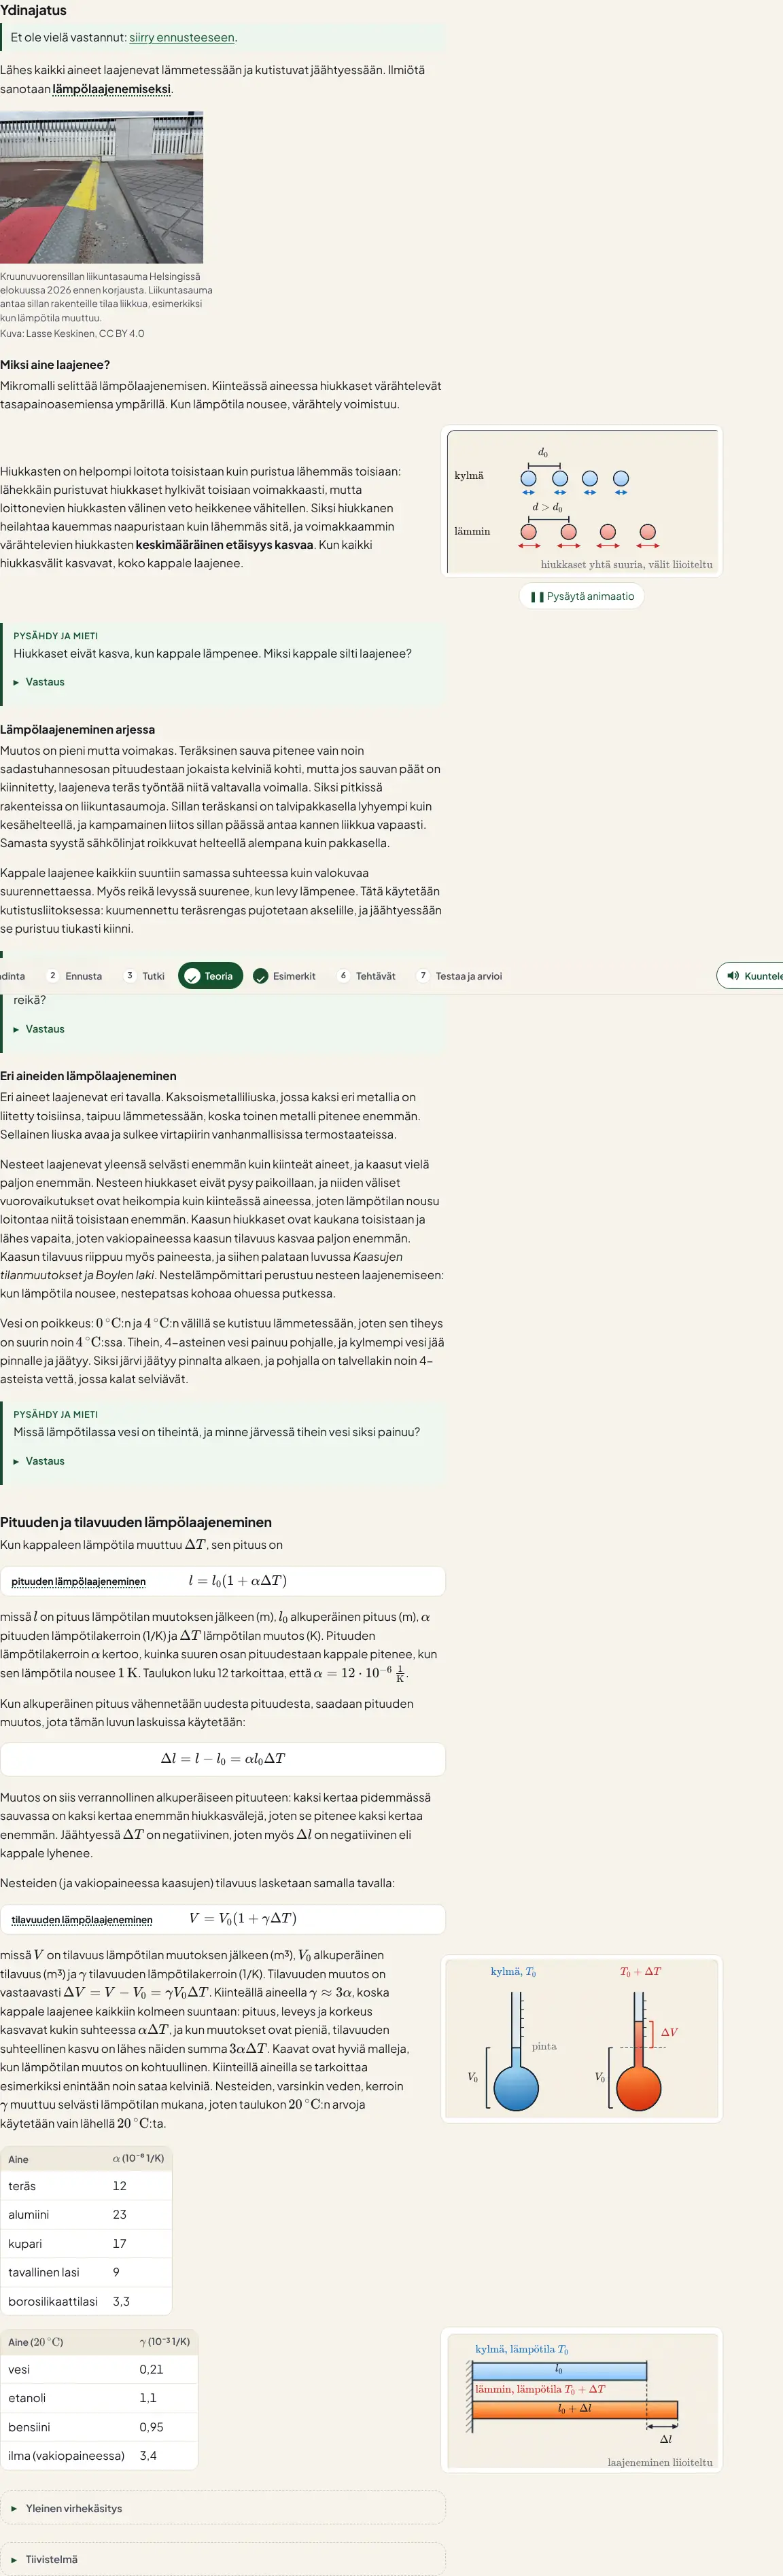 Ydinajatus
Et ole vielä vastannut: siirry ennusteeseen.
Lähes kaikki aineet laajenevat lämmetessään ja kutistuvat jäähtyessään. Ilmiötä
sanotaan lämpölaajenemiseksi.
Kruunuvuorensillan liikuntasauma Helsingissä
elokuussa 2026 ennen korjausta. Liikuntasauma
antaa sillan rakenteille tilaa liikkua, esimerkiksi
kun lämpötila muuttuu.
Kuva: Lasse Keskinen, CC BY 4.0
Miksi aine laajenee?
Mikromalli selittää lämpölaajenemisen. Kiinteässä aineessa hiukkaset värähtelevät
tasapainoasemiensa ympärillä. Kun lämpötila nousee, värähtely voimistuu.
Hiukkasten on helpompi loitota toisistaan kuin puristua lähemmäs toisiaan:
lähekkäin puristuvat hiukkaset hylkivät toisiaan voimakkaasti, mutta
loittonevien hiukkasten välinen veto heikkenee vähitellen. Siksi hiukkanen
heilahtaa kauemmas naapuristaan kuin lähemmäs sitä, ja voimakkaammin
värähtelevien hiukkasten keskimääräinen etäisyys kasvaa. Kun kaikki
hiukkasvälit kasvavat, koko kappale laajenee.
d₀
kylmä
d > d₀
lämmin
hiukkaset yhtä suuria, välit liioiteltu
❚❚ Pysäytä animaatio
PYSÄHDY JA MIETI
Hiukkaset eivät kasva, kun kappale lämpenee. Miksi kappale silti laajenee?
▸ Vastaus
Lämpölaajeneminen arjessa
Muutos on pieni mutta voimakas. Teräksinen sauva pitenee vain noin
sadastuhannesosan pituudestaan jokaista kelviniä kohti, mutta jos sauvan päät on
kiinnitetty, laajeneva teräs työntää niitä valtavalla voimalla. Siksi pitkissä
rakenteissa on liikuntasaumoja. Sillan teräskansi on talvipakkasella lyhyempi kuin
kesähelteellä, ja kampamainen liitos sillan päässä antaa kannen liikkua vapaasti.
Samasta syystä sähkölinjat roikkuvat helteellä alempana kuin pakkasella.
Kappale laajenee kaikkiin suuntiin samassa suhteessa kuin valokuvaa
suurennettaessa. Myös reikä levyssä suurenee, kun levy lämpenee. Tätä käytetään
kutistusliitoksessa: kuumennettu teräsrengas pujotetaan akselille, ja jäähtyessään
se puristuu tiukasti kiinni.
dinta 2 Ennusta 3 Tutki Teoria Esimerkit 6 Tehtävät 7 Testaa ja arvioi Kuuntele
reikä?
▸ Vastaus
Eri aineiden lämpölaajeneminen
Eri aineet laajenevat eri tavalla. Kaksoismetalliliuska, jossa kaksi eri metallia on
liitetty toisiinsa, taipuu lämmetessään, koska toinen metalli pitenee enemmän.
Sellainen liuska avaa ja sulkee virtapiirin vanhanmallisissa termostaateissa.
Nesteet laajenevat yleensä selvästi enemmän kuin kiinteät aineet, ja kaasut vielä
paljon enemmän. Nesteen hiukkaset eivät pysy paikoillaan, ja niiden väliset
vuorovaikutukset ovat heikompia kuin kiinteässä aineessa, joten lämpötilan nousu
loitontaa niitä toisistaan enemmän. Kaasun hiukkaset ovat kaukana toisistaan ja
lähes vapaita, joten vakiopaineessa kaasun tilavuus kasvaa paljon enemmän.
Kaasun tilavuus riippuu myös paineesta, ja siihen palataan luvussa Kaasujen
tilanmuutokset ja Boylen laki. Nestelämpömittari perustuu nesteen laajenemiseen:
kun lämpötila nousee, nestepatsas kohoaa ohuessa putkessa.
Vesi on poikkeus: 0 °C:n ja 4 °C:n välillä se kutistuu lämmetessään, joten sen tiheys
on suurin noin 4 °C:ssa. Tihein, 4-asteinen vesi painuu pohjalle, ja kylmempi vesi jää
pinnalle ja jäätyy. Siksi järvi jäätyy pinnalta alkaen, ja pohjalla on talvellakin noin 4-
asteista vettä, jossa kalat selviävät.
PYSÄHDY JA MIETI
Missä lämpötilassa vesi on tiheintä, ja minne järvessä tihein vesi siksi painuu?
▸ Vastaus
Pituuden ja tilavuuden lämpölaajeneminen
Kun kappaleen lämpötila muuttuu ΔT, sen pituus on
pituuden lämpölaajeneminen l = l₀(1 + αΔT)
missä l on pituus lämpötilan muutoksen jälkeen (m), l₀ alkuperäinen pituus (m), α
pituuden lämpötilakerroin (1/K) ja ΔT lämpötilan muutos (K). Pituuden
lämpötilakerroin α kertoo, kuinka suuren osan pituudestaan kappale pitenee, kun
sen lämpötila nousee 1 K. Taulukon luku 12 tarkoittaa, että α = 12 · 10⁻⁶ 1/K.
Kun alkuperäinen pituus vähennetään uudesta pituudesta, saadaan pituuden
muutos, jota tämän luvun laskuissa käytetään:
Δl = l − l₀ = αl₀ΔT
Muutos on siis verrannollinen alkuperäiseen pituuteen: kaksi kertaa pidemmässä
sauvassa on kaksi kertaa enemmän hiukkasvälejä, joten se pitenee kaksi kertaa
enemmän. Jäähtyessä ΔT on negatiivinen, joten myös Δl on negatiivinen eli
kappale lyhenee.
Nesteiden (ja vakiopaineessa kaasujen) tilavuus lasketaan samalla tavalla:
tilavuuden lämpölaajeneminen V = V₀(1 + γΔT)
missä V on tilavuus lämpötilan muutoksen jälkeen (m³), V₀ alkuperäinen
tilavuus (m³) ja γ tilavuuden lämpötilakerroin (1/K). Tilavuuden muutos on
vastaavasti ΔV = V − V₀ = γV₀ΔT. Kiinteällä aineella γ ≈ 3α, koska
kappale laajenee kaikkiin kolmeen suuntaan: pituus, leveys ja korkeus
kasvavat kukin suhteessa αΔT, ja kun muutokset ovat pieniä, tilavuuden
suhteellinen kasvu on lähes näiden summa 3αΔT. Kaavat ovat hyviä malleja,
kun lämpötilan muutos on kohtuullinen. Kiinteillä aineilla se tarkoittaa
esimerkiksi enintään noin sataa kelviniä. Nesteiden, varsinkin veden, kerroin
γ muuttuu selvästi lämpötilan mukana, joten taulukon 20 °C:n arvoja
käytetään vain lähellä 20 °C:ta.
kylmä, T₀
T₀ + ΔT
ΔV
pinta
V₀
V₀
Aine α (10⁻⁶ 1/K)
teräs 12
alumiini 23
kupari 17
tavallinen lasi 9
borosilikaattilasi 3,3
Aine (20 °C) γ (10⁻³ 1/K)
vesi 0,21
etanoli 1,1
bensiini 0,95
ilma (vakiopaineessa) 3,4
kylmä, lämpötila T₀
l₀
lämmin, lämpötila T₀ + ΔT
l₀ + Δl
Δl
laajeneminen liioiteltu
▸ Yleinen virhekäsitys
▸ Tiivistelmä